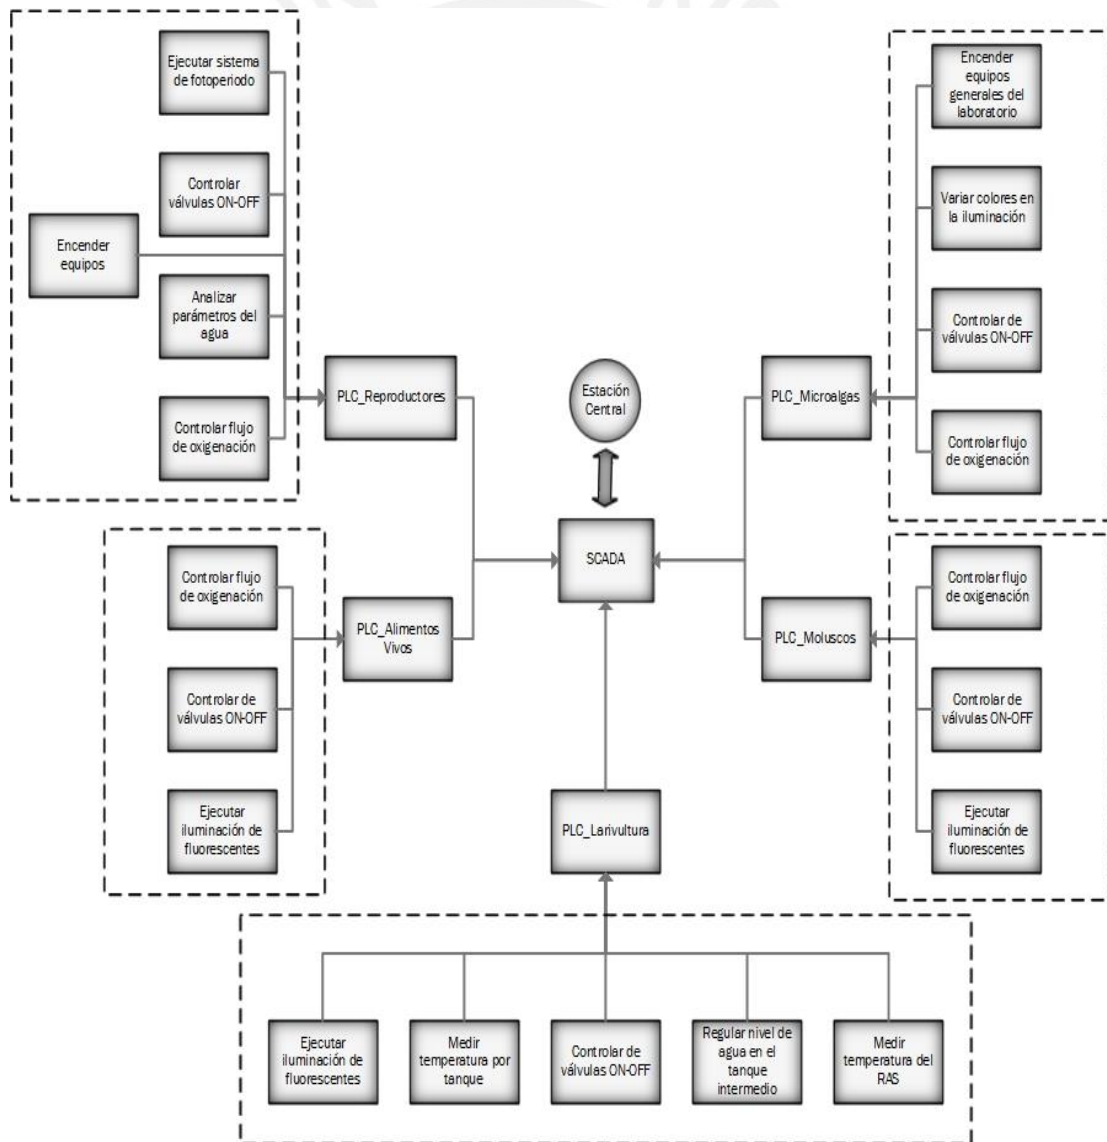 Ejecutar sistema
de fotoperiodo
Controlar
válvulas ON-OFF
Encender
equipos
Analizar
parámetros del
agua
Controlar flujo
de oxigenación
PLC_Reproductores
Estación
Central
SCADA
PLC_Microalgas
Encender
equipos
generales del
laboratorio
Variar colores en
la iluminación
Controlar de
válvulas ON-OFF
Controlar flujo
de oxigenación
Controlar flujo
de oxigenación
Controlar de
válvulas ON-OFF
Ejecutar
iluminación de
fluorescentes
PLC_Alimentos
Vivos
PLC_Moluscos
Controlar flujo
de oxigenación
Controlar de
válvulas ON-OFF
Ejecutar
iluminación de
fluorescentes
PLC_Larivultura
Ejecutar
iluminación de
fluorescentes
Medir
temperatura por
tanque
Controlar de
válvulas ON-OFF
Regular nivel de
agua en el
tanque
intermedio
Medir
temperatura del
RAS